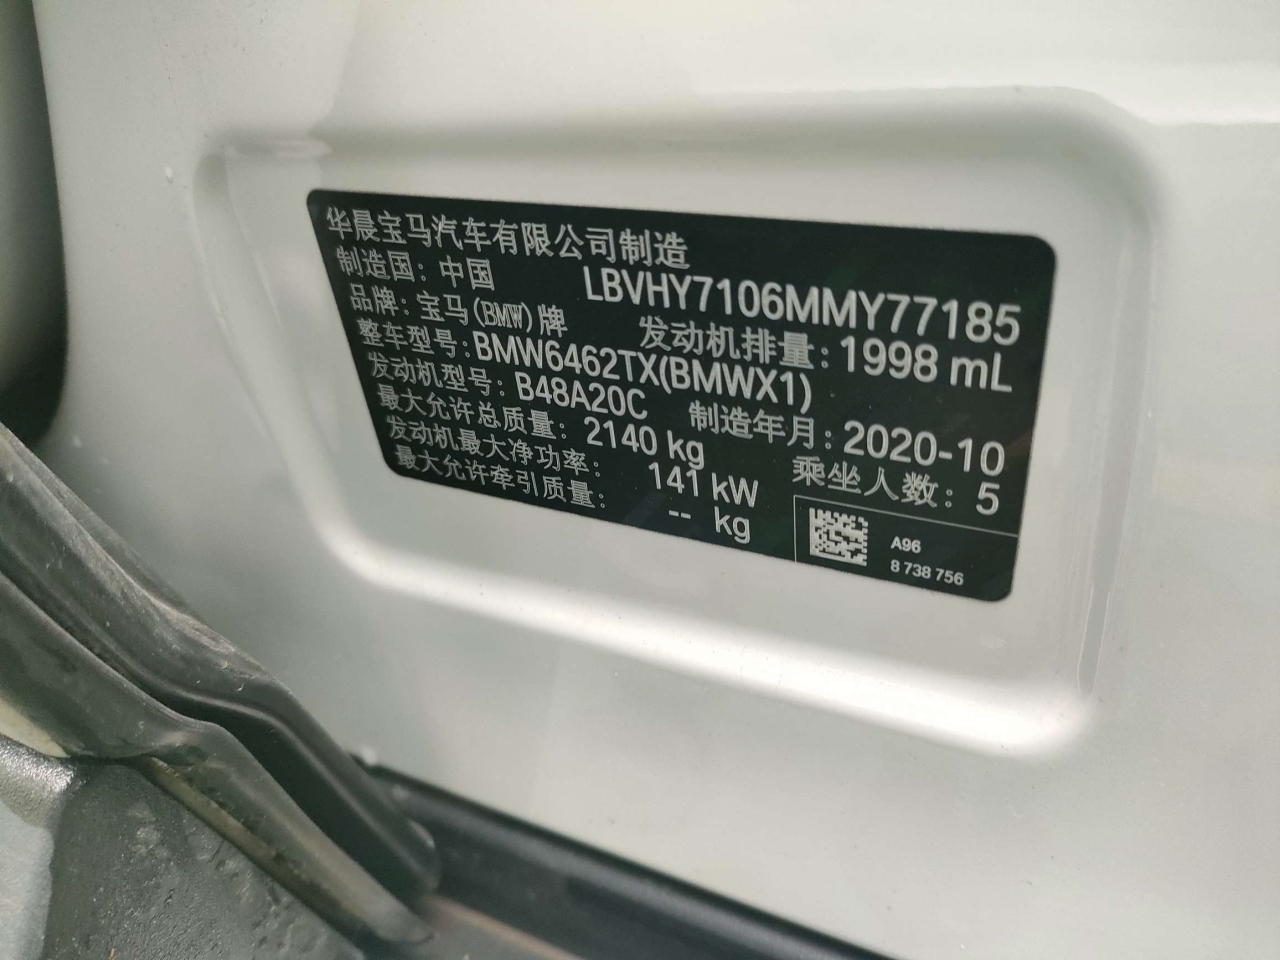 华晨宝马汽车有限公司制造
制造国：中国 LBVHY7106MMY77185
品牌：宝马(BMW)牌 发动机排量：1998 mL
整车型号：BMW6462TX(BMWX1)
发动机型号：B48A20C 制造年月：2020-10
最大允许总质量：2140 kg 乘坐人数：5
发动机最大净功率：141 kW
最大允许牵引质量：-- kg
A96
8 738 756